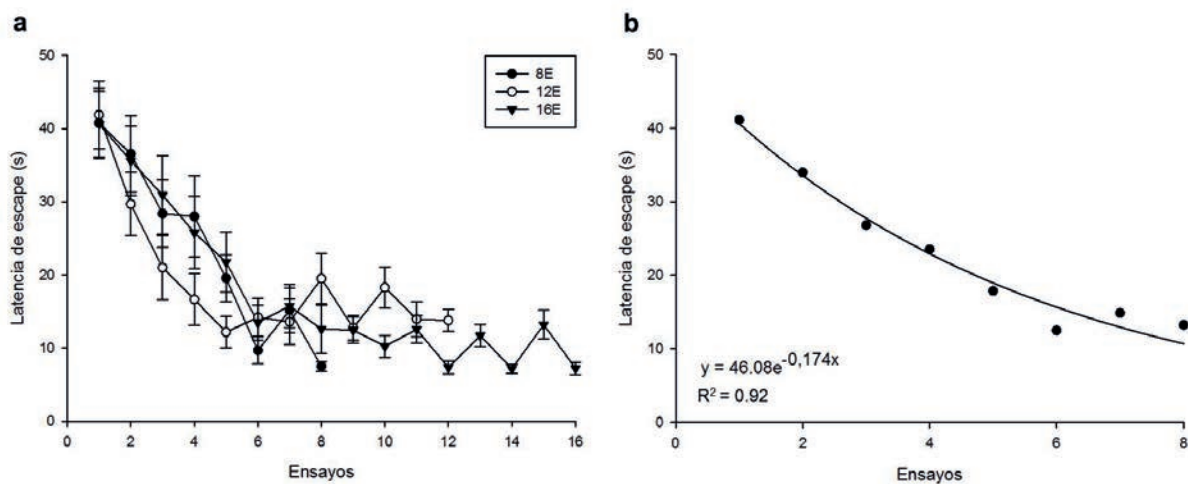 a
50
40
30
20
10
0
Latencia de escape (s)
8E
12E
16E
0 2 4 6 8 10 12 14 16
Ensayos
b
50
40
30
20
10
0
Latencia de escape (s)
y = 46.08e^-0,174x
R² = 0.92
0 2 4 6 8
Ensayos